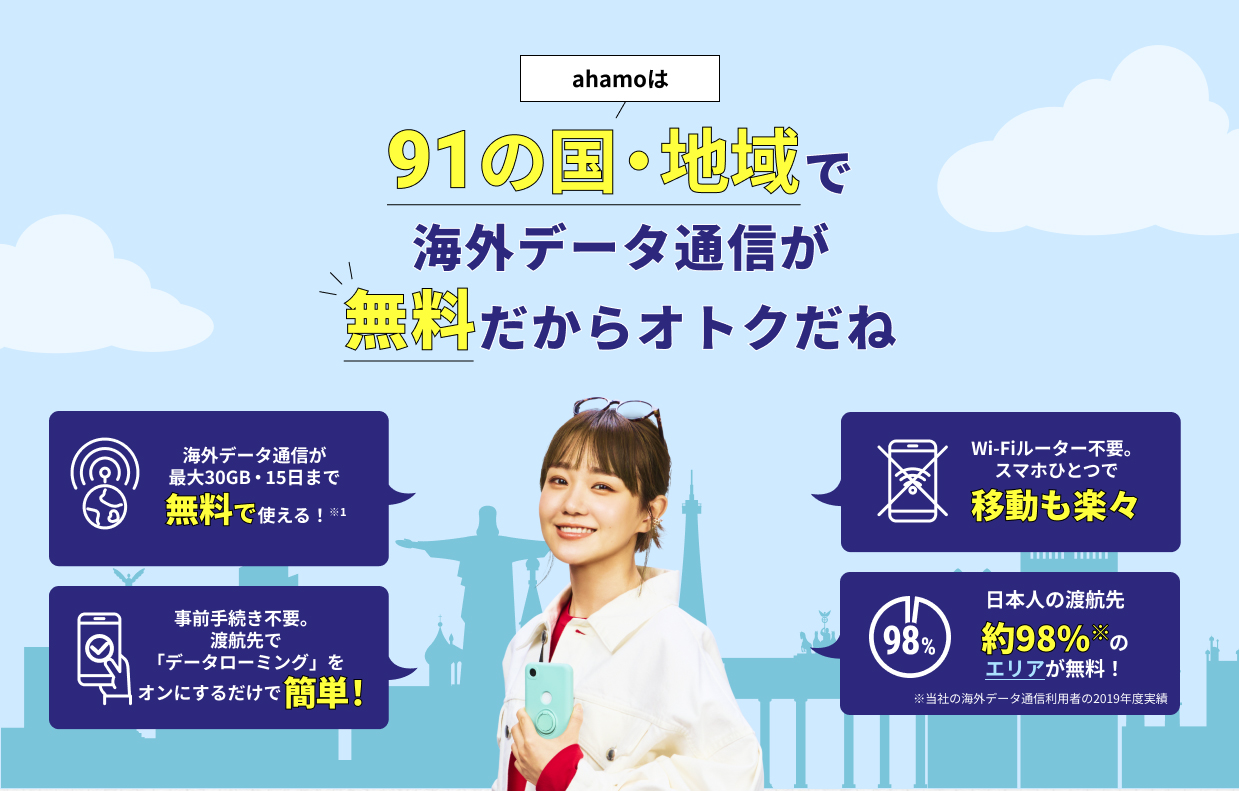 ahamoは
91の国・地域で
海外データ通信が
無料だからオトクだね
海外データ通信が
最大30GB・15日まで
無料で使える！※1
事前手続き不要。
渡航先で
「データローミング」を
オンにするだけで簡単!
Wi-Fiルーター不要。
スマホひとつで
移動も楽々
98%
日本人の渡航先
約98%※の
エリアが無料！
※当社の海外データ通信利用者の2019年度実績